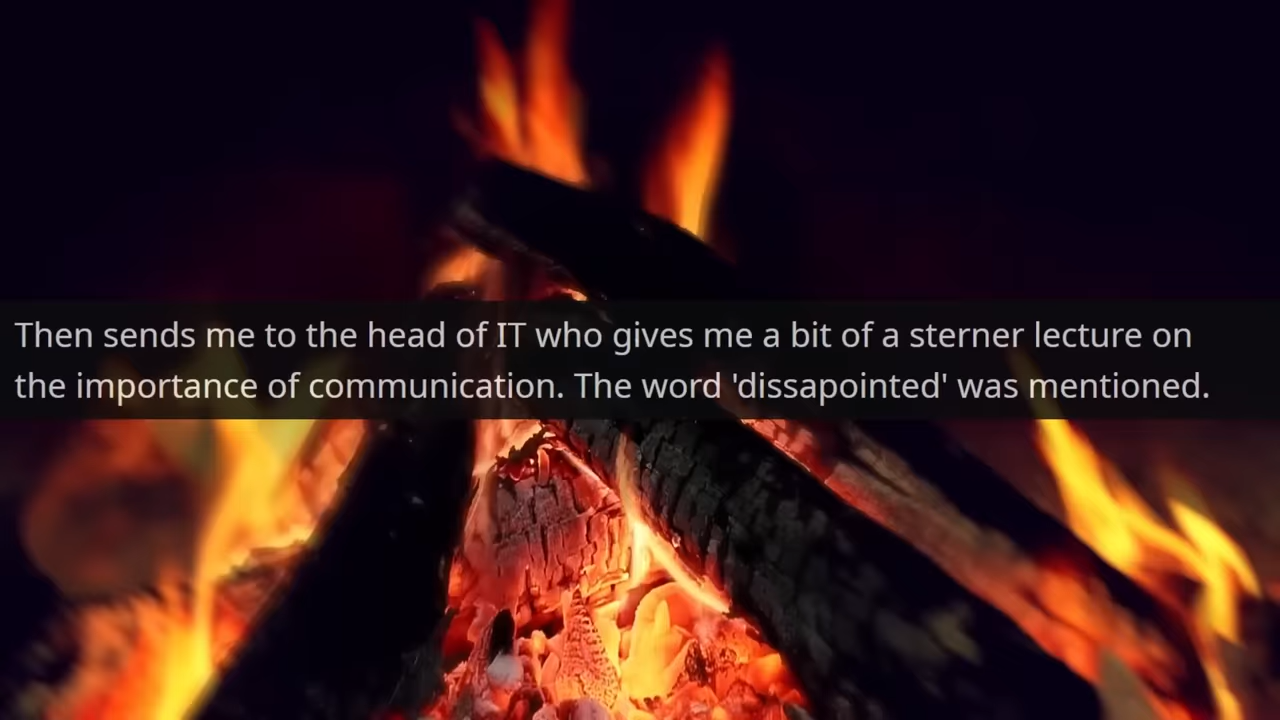 Then sends me to the head of IT who gives me a bit of a sterner lecture on
the importance of communication. The word 'dissapointed' was mentioned.